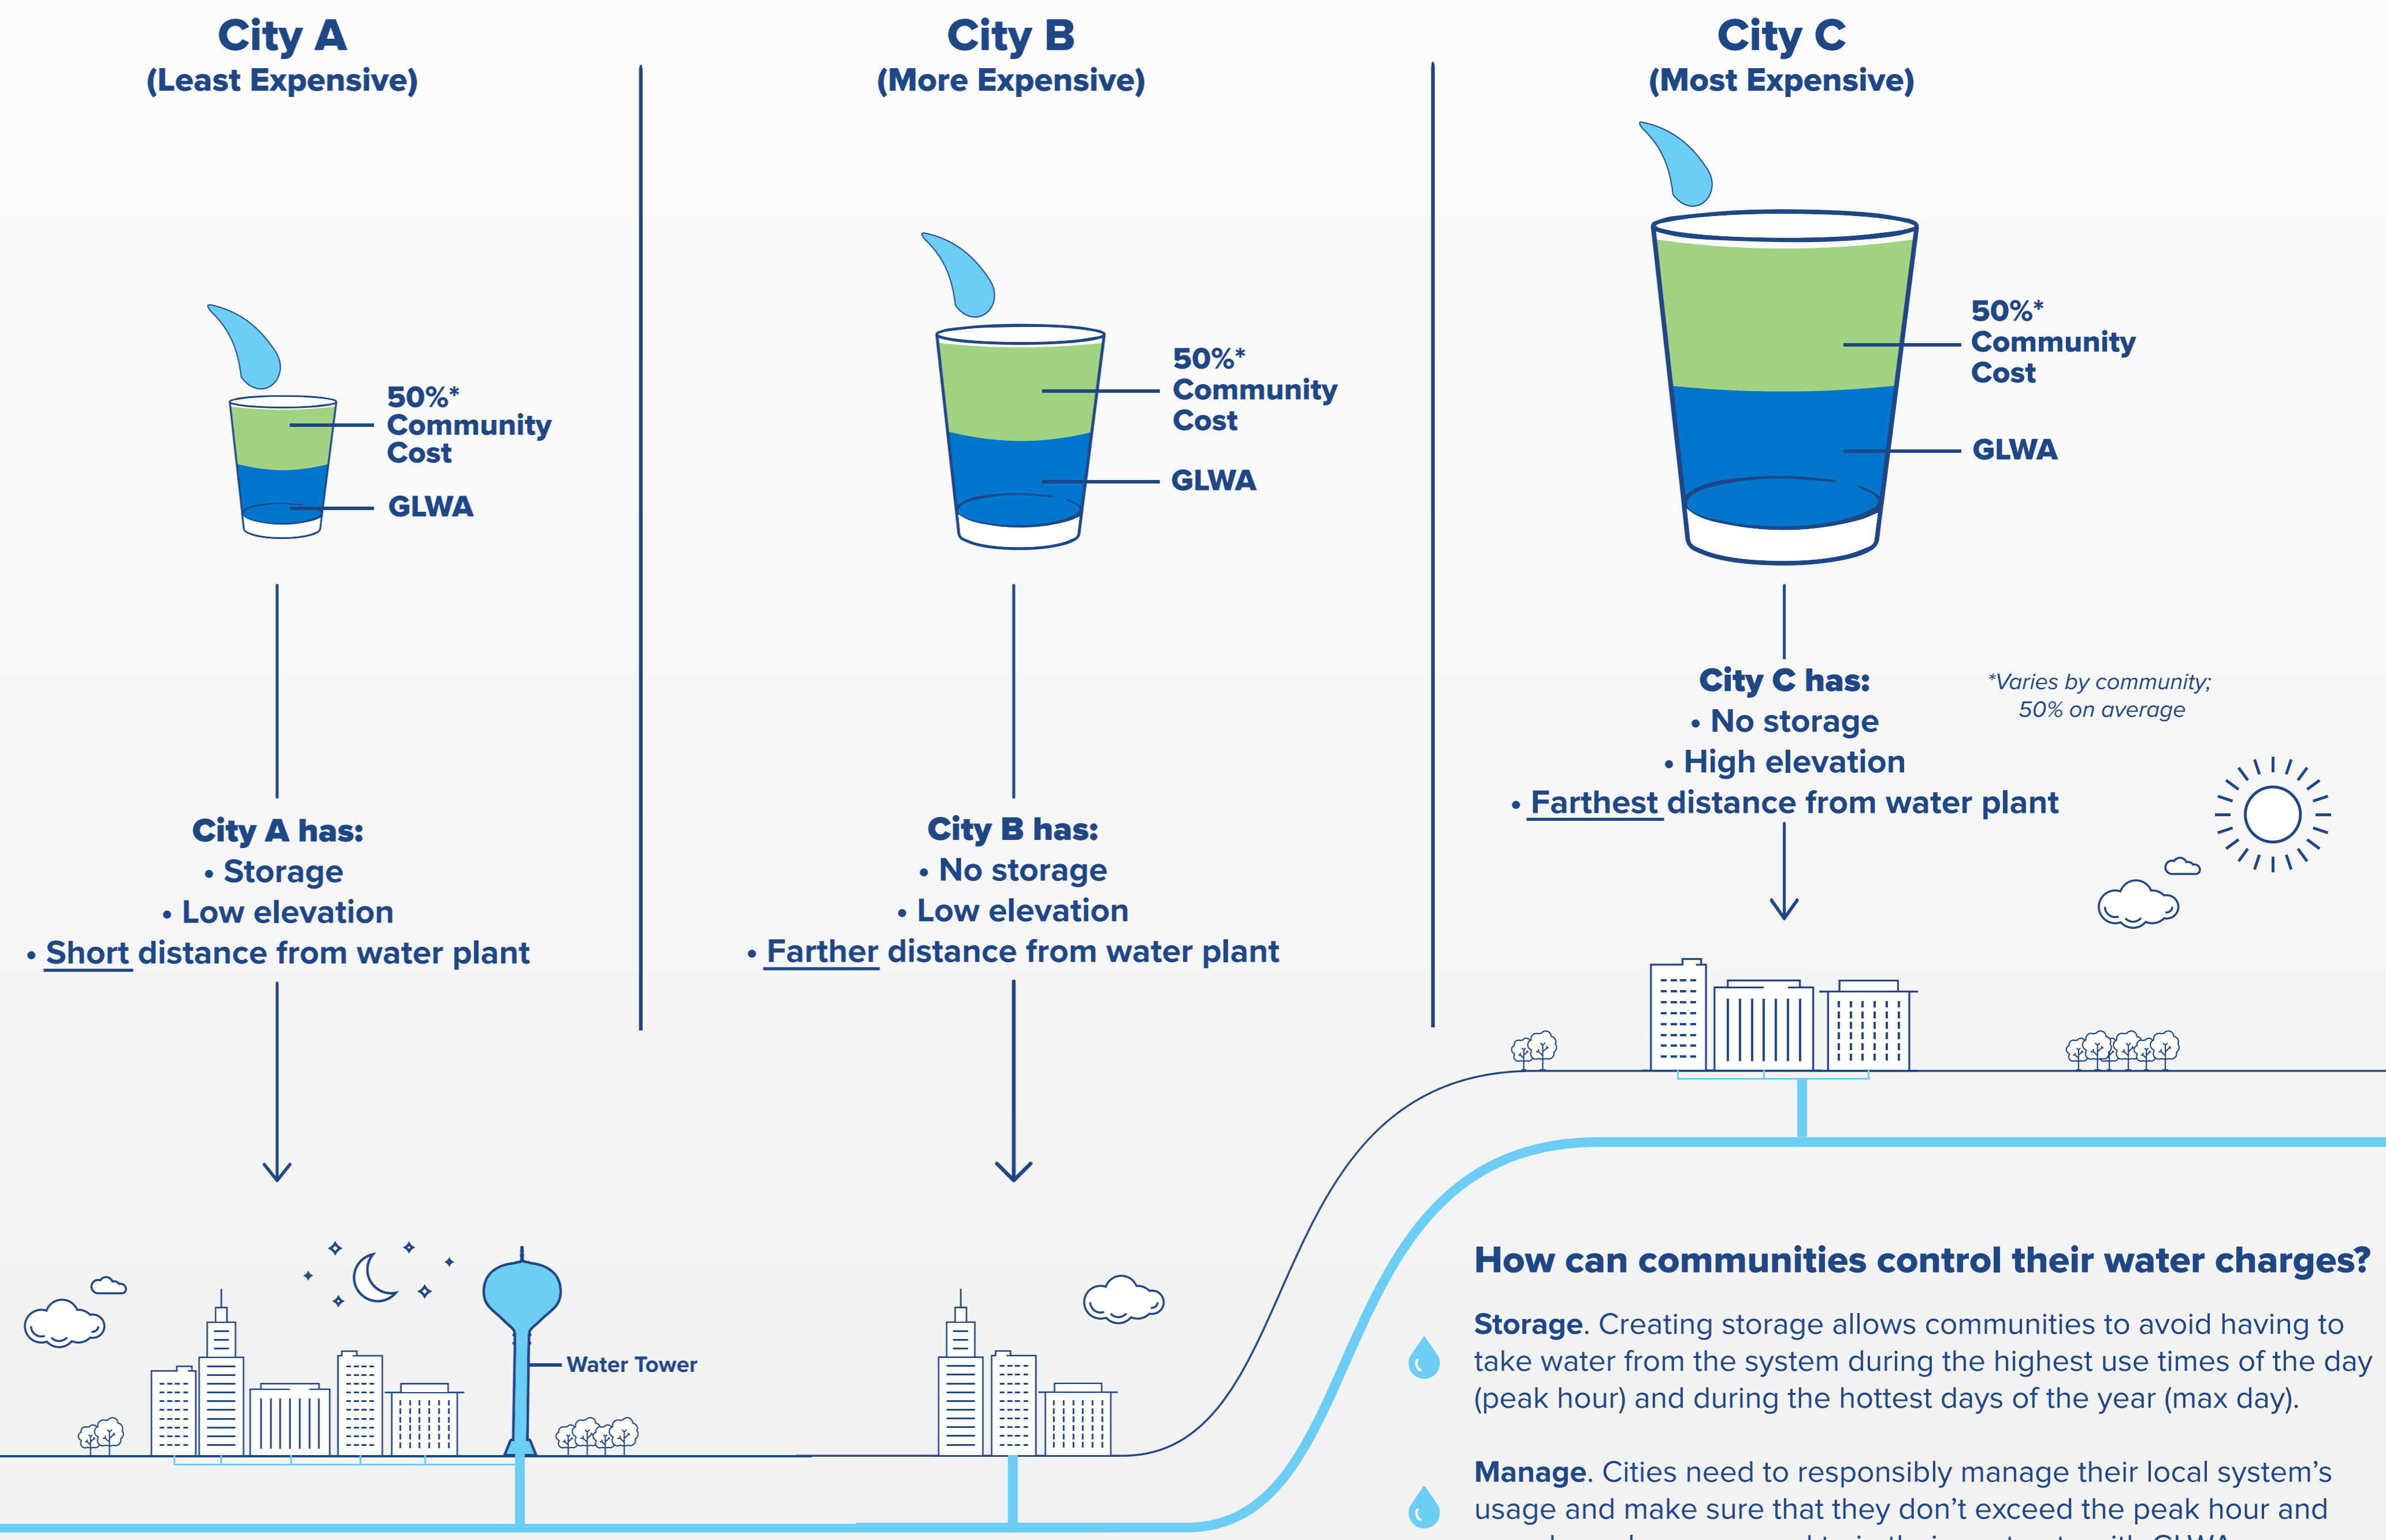 City A
(Least Expensive)
50%*
Community
Cost
GLWA
City A has:
• Storage
• Low elevation
• Short distance from water plant
Water Tower
City B
(More Expensive)
50%*
Community
Cost
GLWA
City B has:
• No storage
• Low elevation
• Farther distance from water plant
City C
(Most Expensive)
50%*
Community
Cost
GLWA
City C has:
• No storage
• High elevation
• Farthest distance from water plant
*Varies by community;
50% on average
How can communities control their water charges?
Storage. Creating storage allows communities to avoid having to
take water from the system during the highest use times of the day
(peak hour) and during the hottest days of the year (max day).
Manage. Cities need to responsibly manage their local system's
usage and make sure that they don't exceed the peak hour and